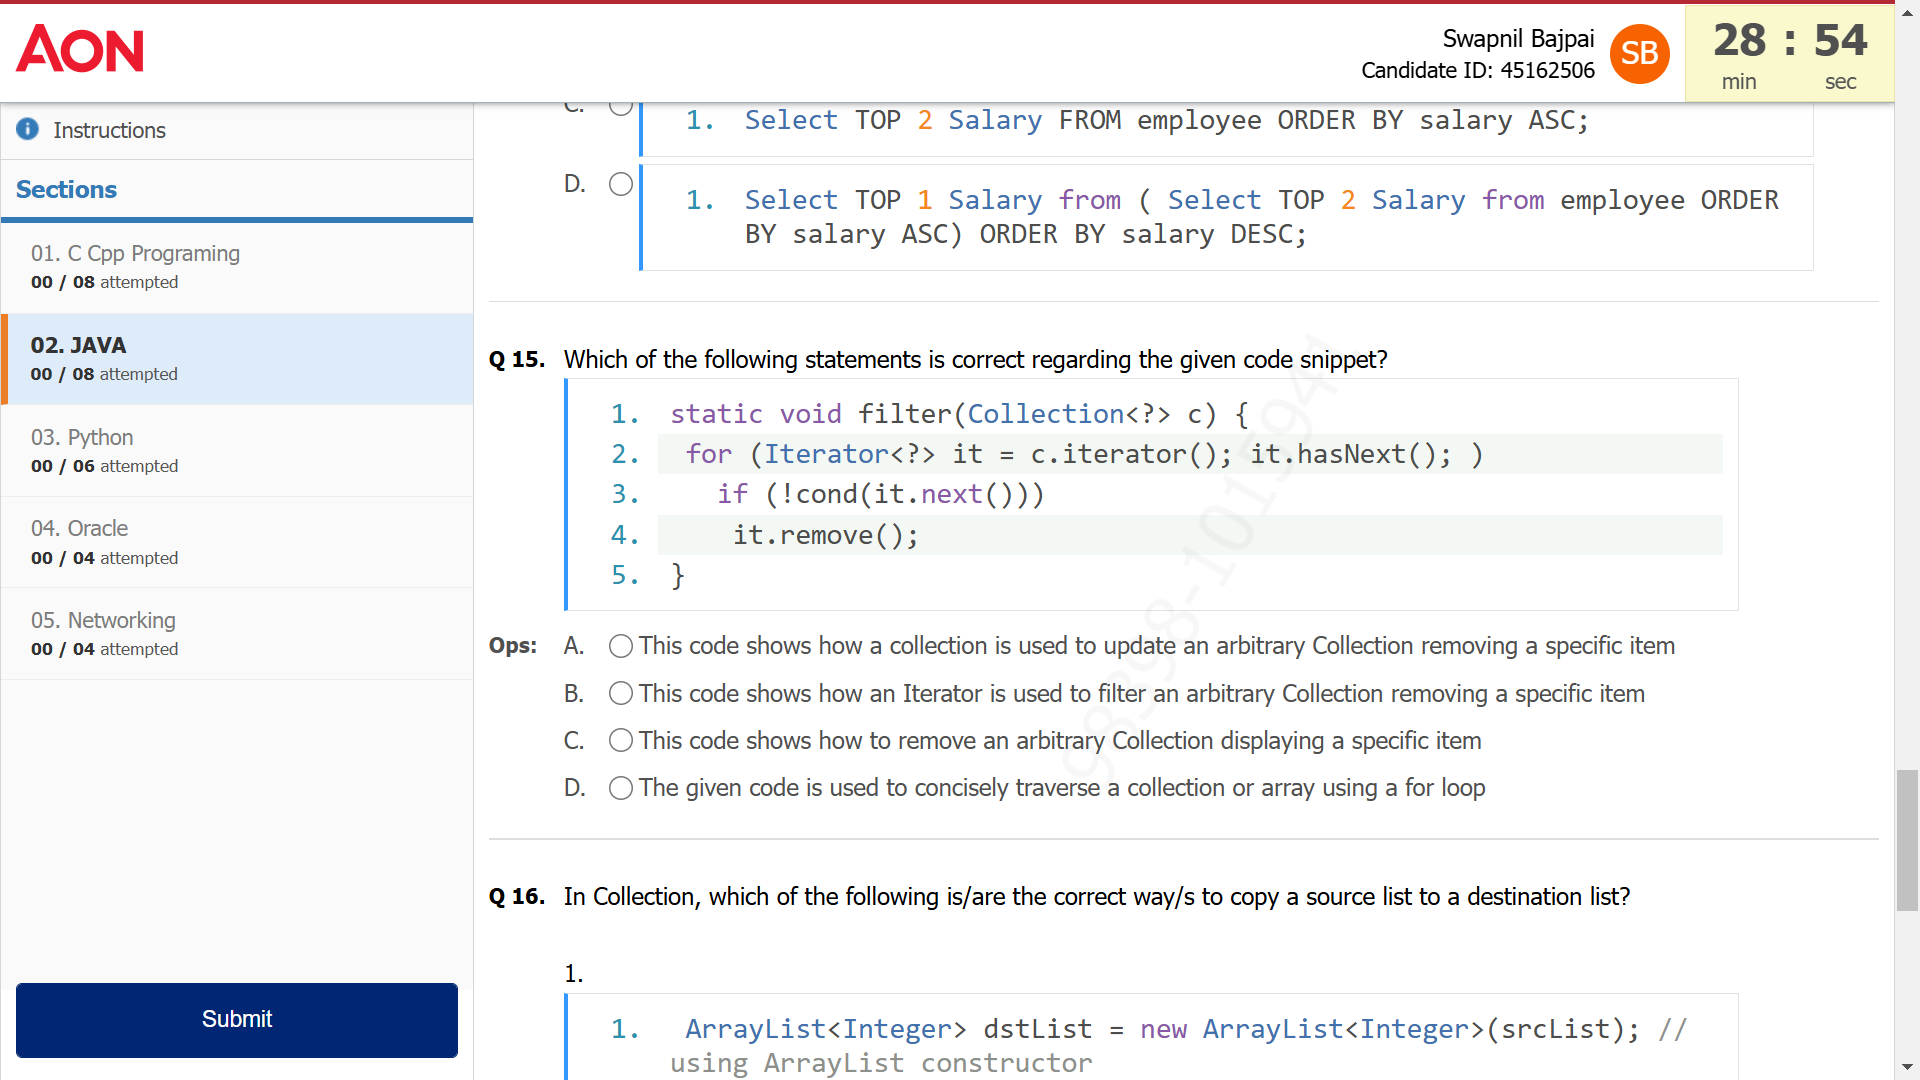 AON
Swapnil Bajpai
Candidate ID: 45162506
SB
28 : 54
min sec
Instructions
Sections
01. C Cpp Programing
00 / 08 attempted
02. JAVA
00 / 08 attempted
03. Python
00 / 06 attempted
04. Oracle
00 / 04 attempted
05. Networking
00 / 04 attempted
Submit
C.
1. Select TOP 2 Salary FROM employee ORDER BY salary ASC;
D.
1. Select TOP 1 Salary from ( Select TOP 2 Salary from employee ORDER
BY salary ASC) ORDER BY salary DESC;
Q 15. Which of the following statements is correct regarding the given code snippet?
1. static void filter(Collection<?> c) {
2. for (Iterator<?> it = c.iterator(); it.hasNext(); )
3. if (!cond(it.next()))
4. it.remove();
5. }
Ops: A. This code shows how a collection is used to update an arbitrary Collection removing a specific item
B. This code shows how an Iterator is used to filter an arbitrary Collection removing a specific item
C. This code shows how to remove an arbitrary Collection displaying a specific item
D. The given code is used to concisely traverse a collection or array using a for loop
Q 16. In Collection, which of the following is/are the correct way/s to copy a source list to a destination list?
1.
1. ArrayList<Integer> dstList = new ArrayList<Integer>(srcList); //
using ArrayList constructor